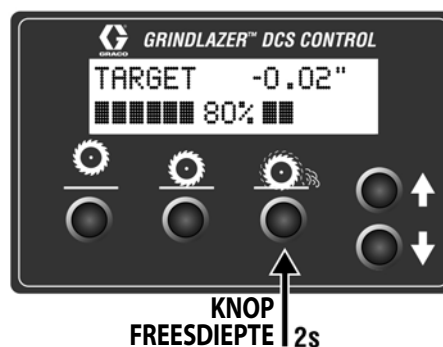 GRACO
GRINDLAZER™ DCS CONTROL
TARGET -0.02"
80%
KNOP
FREESDIEPTE 2s